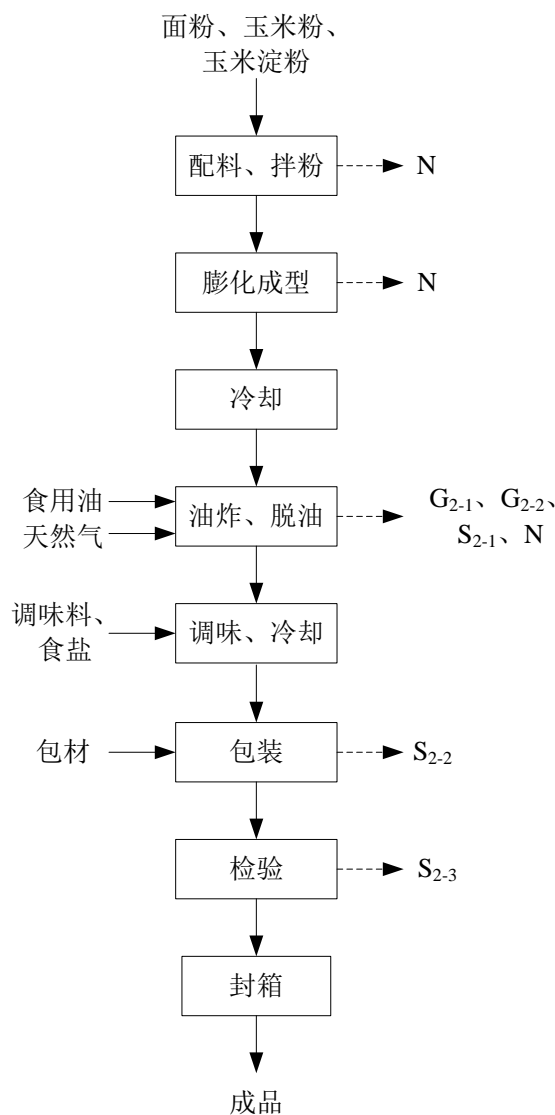 面粉、玉米粉、
玉米淀粉
配料、拌粉
N
膨化成型
N
冷却
食用油
天然气
油炸、脱油
G2-1、G2-2、
S2-1、N
调味料、
食盐
调味、冷却
包材
包装
S2-2
检验
S2-3
封箱
成品